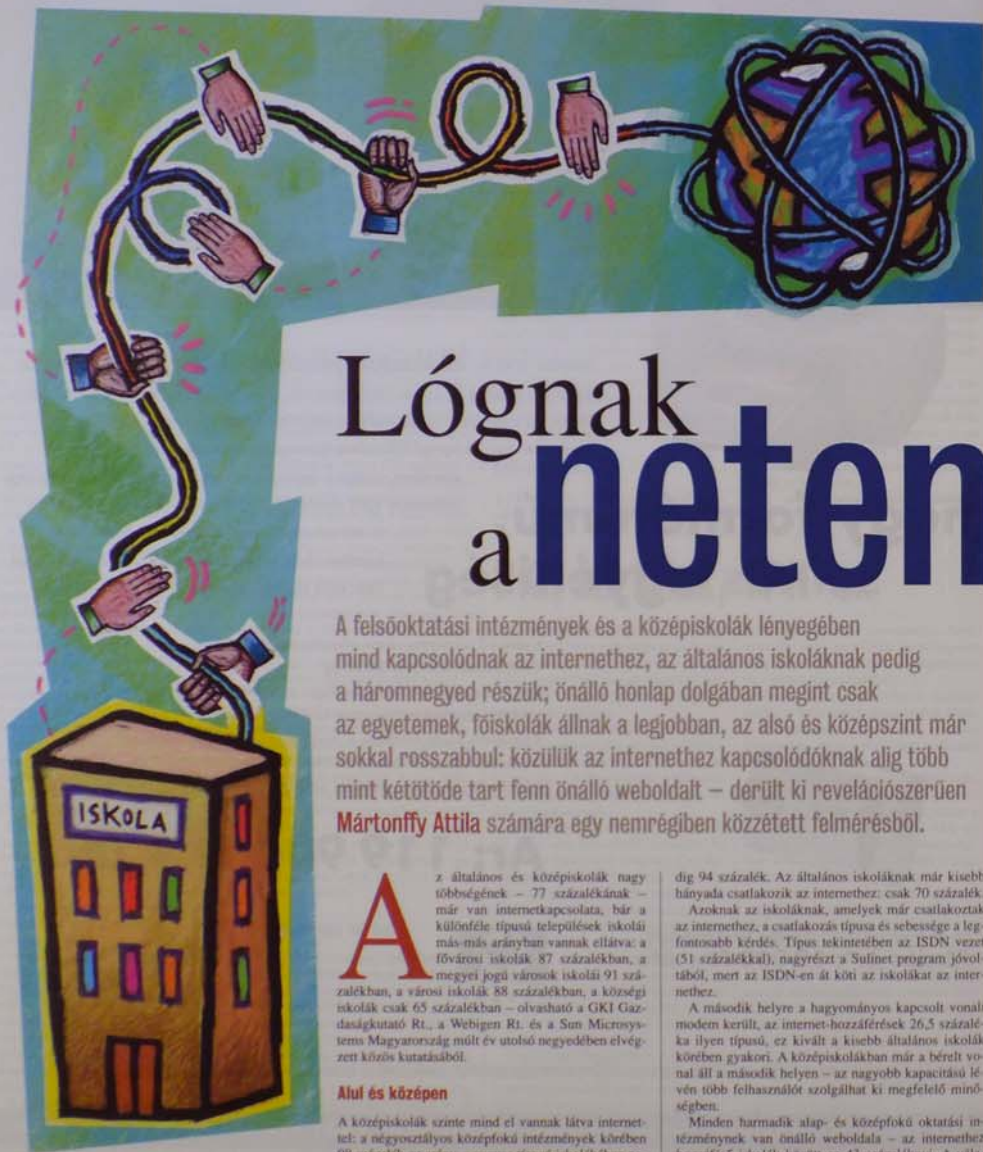 Lógnak
a neten
A felsőoktatási intézmények és a középiskolák lényegében
mind kapcsolódnak az internethez, az általános iskoláknak pedig
a háromnegyed részük; önálló honlap dolgában megint csak
az egyetemek, főiskolák állnak a legjobban, az alsó és középszint már
sokkal rosszabbul: közülük az internethez kapcsolódóknak alig több
mint kétötöde tart fenn önálló weboldalt – derült ki revelációszerűen
Mártonffy Attila számára egy nemrégiben közzétett felmérésből.
ISKOLA
Az általános és középiskolák nagy
többségének – 77 százalékának –
már van internetkapcsolata, bár a
különféle típusú települések iskolái
más-más arányban vannak ellátva: a
fővárosi iskolák 87 százalékban, a
megyei jogú városok iskolái 91 szá-
zalékban, a városi iskolák 88 százalékban, a községi
iskolák csak 65 százalékban – olvasható a GKI Gaz-
daságkutató Rt., a Webigen Rt. és a Sun Microsys-
tems Magyarország múlt év utolsó negyedében elvég-
zett közös kutatásából.
Alul és középen
A középiskolák szinte mind el vannak látva internet-
tel: a négyosztályos középfokú intézmények körében
dig 94 százalék. Az általános iskoláknak már kisebb
hányada csatlakozik az internethez: csak 70 százalék.
Azoknak az iskoláknak, amelyek már csatlakoztak
az internethez, a csatlakozás típusa és sebessége a leg-
fontosabb kérdés. Típus tekintetében az ISDN vezet
(51 százalékkal), nagyrészt a Sulinet program jóvol-
tából, mert az ISDN-en át köti az iskolákat az inter-
nethez.
A második helyre a hagyományos kapcsolt vonali
modem került, az internet-hozzáférések 26,5 százalé-
ka ilyen típusú, ez kivált a kisebb általános iskolák
körében gyakori. A középiskolákban már a bérelt vo-
nal áll a második helyen – az nagyobb kapacitású lé-
vén több felhasználót szolgálhat ki megfelelő minő-
ségben.
Minden harmadik alap- és középfokú oktatási in-
tézménynek van önálló weboldala – az internethez